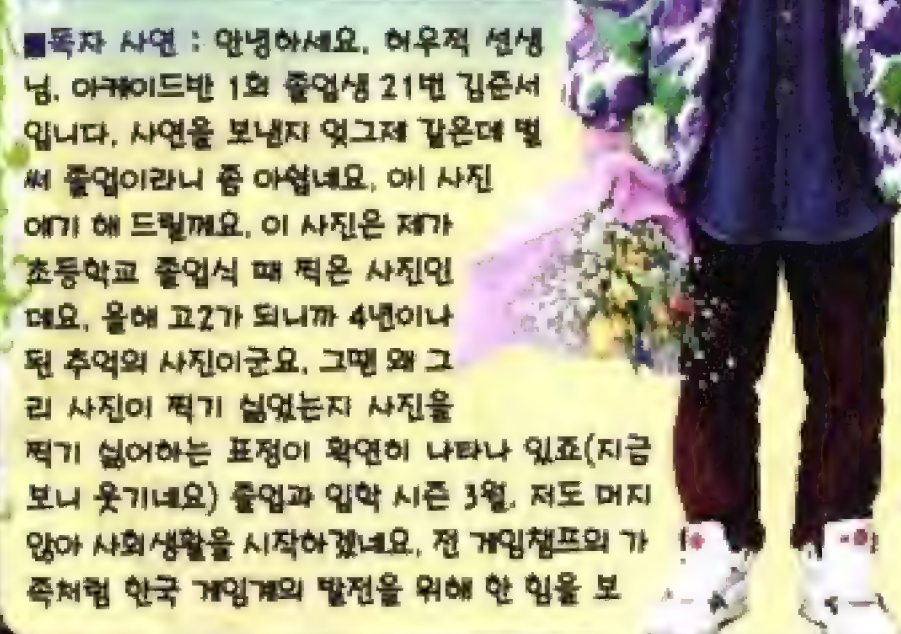 ■독자 사연 : 안녕하세요. 허우적 선생
님. 아케이드반 1회 졸업생 21번 김준서
입니다. 사연을 보낸지 엊그제 같은데 벌
써 졸업이라니 좀 아쉽네요. 아! 사진
얘기 해 드릴께요. 이 사진은 제가
초등학교 졸업식 때 찍은 사진인
데요. 올해 고2가 되니까 4년이나
된 추억의 사진이군요. 그땐 왜 그
리 사진이 찍기 싫었는지 사진을
찍기 싫어하는 표정이 확연히 나타나 있죠(지금
보니 웃기네요) 졸업과 입학 시즌 3월. 저도 머지
않아 사회생활을 시작하겠네요. 전 게임챔프의 가
족처럼 한국 게임계의 발전을 위해 한 힘을 보